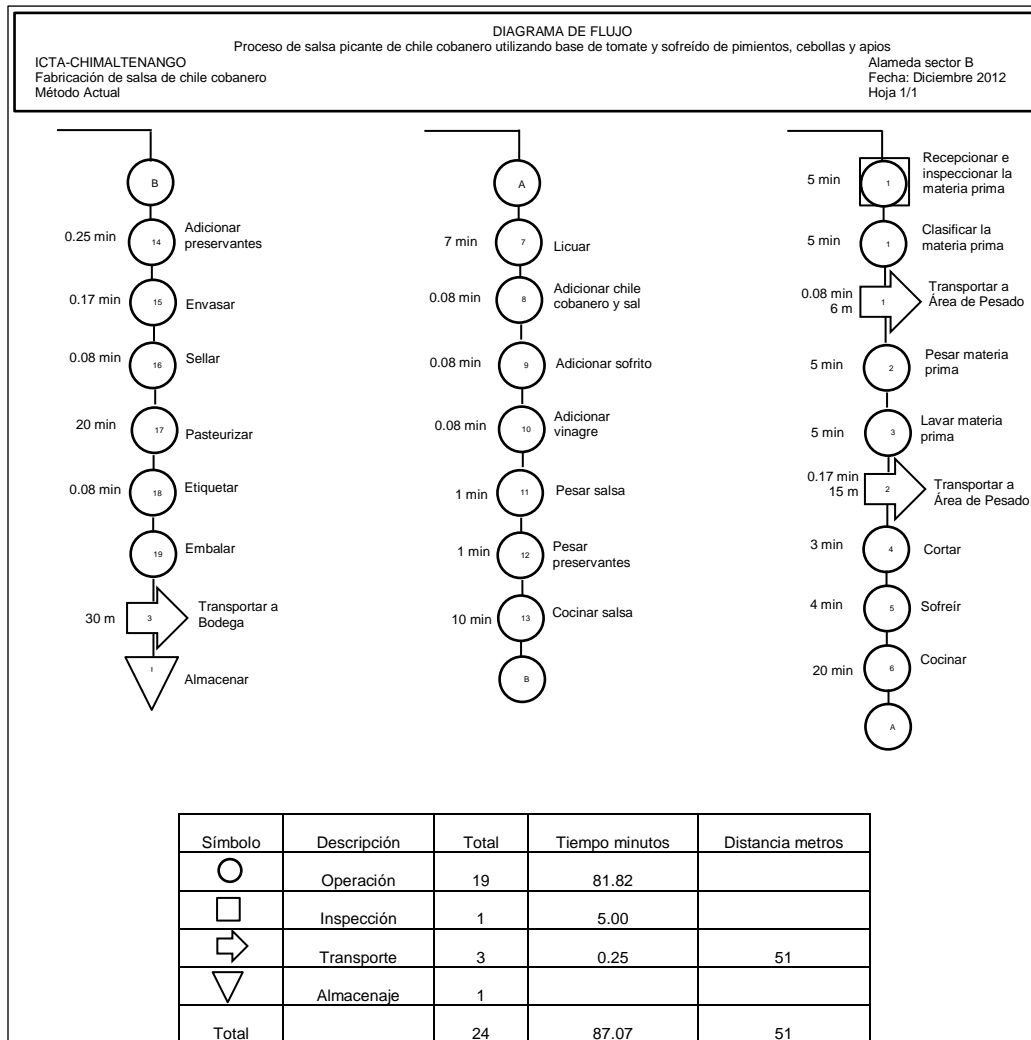 DIAGRAMA DE FLUJO
Proceso de salsa picante de chile cobanero utilizando base de tomate y sofreído de pimientos, cebollas y apios
ICTA-CHIMALTENANGO
Fabricación de salsa de chile cobanero
Método Actual
Alameda sector B
Fecha: Diciembre 2012
Hoja 1/1
B
0.25 min
14
Adicionar
preservantes
0.17 min
15
Envasar
0.08 min
16
Sellar
20 min
17
Pasteurizar
0.08 min
18
Etiquetar
19
Embalar
30 m
3
Transportar a
Bodega
1
Almacenar
A
7 min
7
Licuar
0.08 min
8
Adicionar chile
cobanero y sal
0.08 min
9
Adicionar sofrito
0.08 min
10
Adicionar
vinagre
1 min
11
Pesar salsa
1 min
12
Pesar
preservantes
10 min
13
Cocinar salsa
B
5 min
1
Recepcionar e
inspeccionar la
materia prima
5 min
1
Clasificar la
materia prima
0.08 min
6 m
1
Transportar a
Área de Pesado
5 min
2
Pesar materia
prima
5 min
3
Lavar materia
prima
0.17 min
15 m
2
Transportar a
Área de Pesado
3 min
4
Cortar
4 min
5
Sofreír
20 min
6
Cocinar
A
Símbolo Descripción Total Tiempo minutos Distancia metros
Operación 19 81.82
Inspección 1 5.00
Transporte 3 0.25 51
Almacenaje 1
Total 24 87.07 51